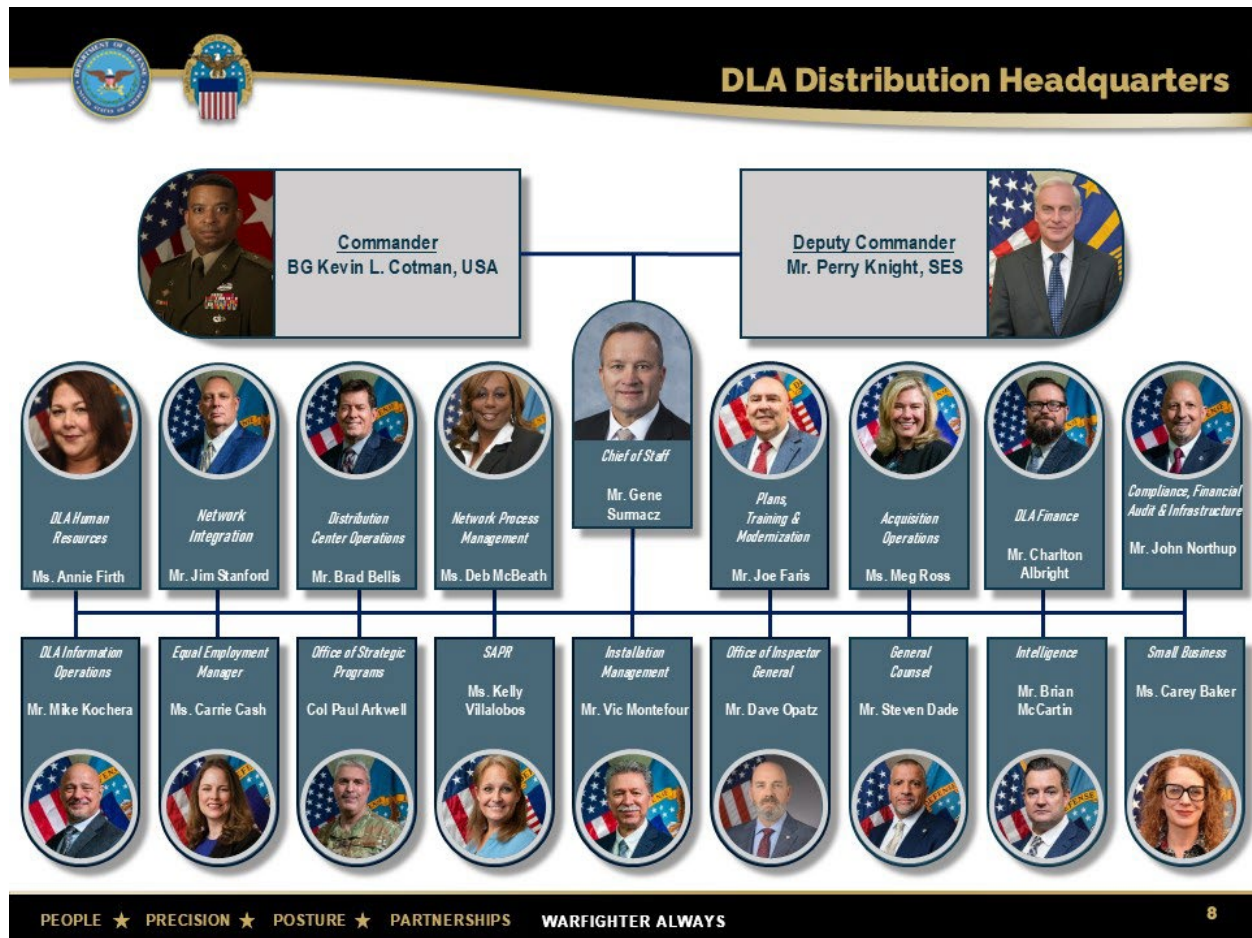 DLA Distribution Headquarters
Commander
BG Kevin L. Cotman, USA
Deputy Commander
Mr. Perry Knight, SES
Chief of Staff
Mr. Gene
Surmacz
DLA Human
Resources
Ms. Annie Firth
Network
Integration
Mr. Jim Stanford
Distribution
Center Operations
Mr. Brad Bellis
Network Process
Management
Ms. Deb McBeath
Plans,
Training &
Modernization
Mr. Joe Faris
Acquisition
Operations
Ms. Meg Ross
DLA Finance
Mr. Charlton
Albright
Compliance, Financial
Audit & Infrastructure
Mr. John Northup
DLA Information
Operations
Mr. Mike Kochera
Equal Employment
Manager
Ms. Carrie Cash
Office of Strategic
Programs
Col Paul Arkwell
SAPR
Ms. Kelly
Villalobos
Installation
Management
Mr. Vic Montefour
Office of Inspector
General
Mr. Dave Opatz
General
Counsel
Mr. Steven Dade
Intelligence
Mr. Brian
McCartin
Small Business
Ms. Carey Baker
PEOPLE ★ PRECISION ★ POSTURE ★ PARTNERSHIPS WARFIGHTER ALWAYS
8